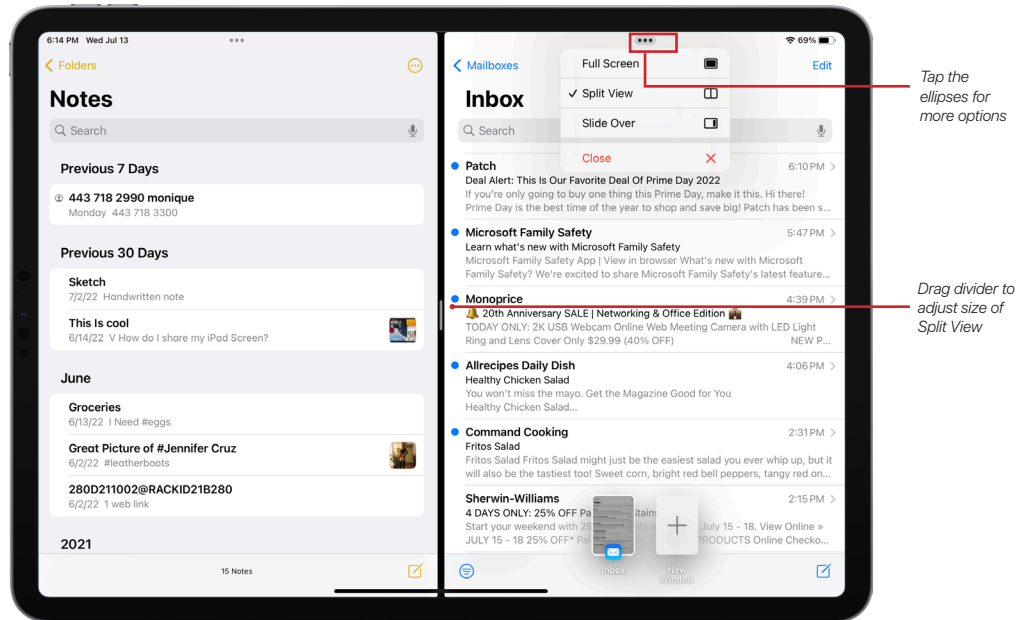 6:14 PM Wed Jul 13
Folders
Notes
Search
Previous 7 Days
443 718 2990 monique
Monday 443 718 3300
Previous 30 Days
Sketch
7/2/22 Handwritten note
This Is cool
6/14/22 V How do I share my iPad Screen?
June
Groceries
6/13/22 I Need #eggs
Great Picture of #Jennifer Cruz
6/2/22 #leatherboots
280D211002@RACKID21B280
6/2/22 1 web link
2021
15 Notes
69%
Mailboxes
Edit
Full Screen
Split View
Slide Over
Close
Inbox
Search
Patch 6:10 PM
Deal Alert: This Is Our Favorite Deal Of Prime Day 2022
If you're only going to buy one thing this Prime Day, make it this. Hi there!
Prime Day is the best time of the year to shop and save big! Patch has been s...
Microsoft Family Safety 5:47 PM
Learn what's new with Microsoft Family Safety
Microsoft Family Safety App | View in browser What's new with Microsoft
Family Safety? We're excited to share Microsoft Family Safety's latest feature...
Monoprice 4:39 PM
20th Anniversary SALE | Networking & Office Edition
TODAY ONLY: 2K USB Webcam Online Web Meeting Camera with LED Light
Ring and Lens Cover Only $29.99 (40% OFF) NEW P...
Allrecipes Daily Dish 4:06 PM
Healthy Chicken Salad
You won't miss the mayo. Get the Magazine Good for You
Healthy Chicken Salad...
Command Cooking 2:31 PM
Fritos Salad
Fritos Salad Fritos Salad might just be the easiest salad you ever whip up, but it
will also be the tastiest too! Sweet corn, bright red bell peppers, tangy red on...
Sherwin-Williams 2:15 PM
4 DAYS ONLY: 25% OFF Stains
Start your weekend with 25 July 15 - 18. View Online »
JULY 15 - 18 25% OFF* PRODUCTS Online Checko...
Inbox
New
Window
Tap the
ellipses for
more options
Drag divider to
adjust size of
Split View